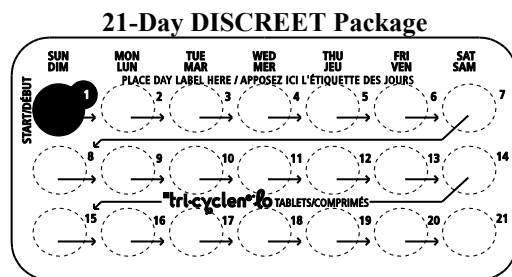 21-Day DISCREET Package
SUN MON TUE WED THU FRI SAT
DIM LUN MAR MER JEU VEN SAM
PLACE DAY LABEL HERE / APPOSEZ ICI L'ÉTIQUETTE DES JOURS
START/DÉBUT
1 2 3 4 5 6 7
8 9 10 11 12 13 14
tri-cyclen® lo TABLETS/COMPRIMÉS
15 16 17 18 19 20 21